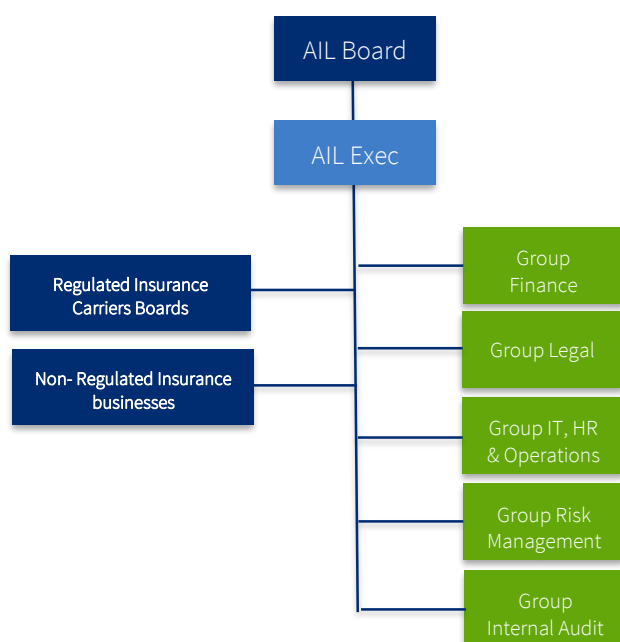 AIL Board
AIL Exec
Regulated Insurance
Carriers Boards
Non- Regulated Insurance
businesses
Group
Finance
Group Legal
Group IT, HR
& Operations
Group Risk
Management
Group
Internal Audit